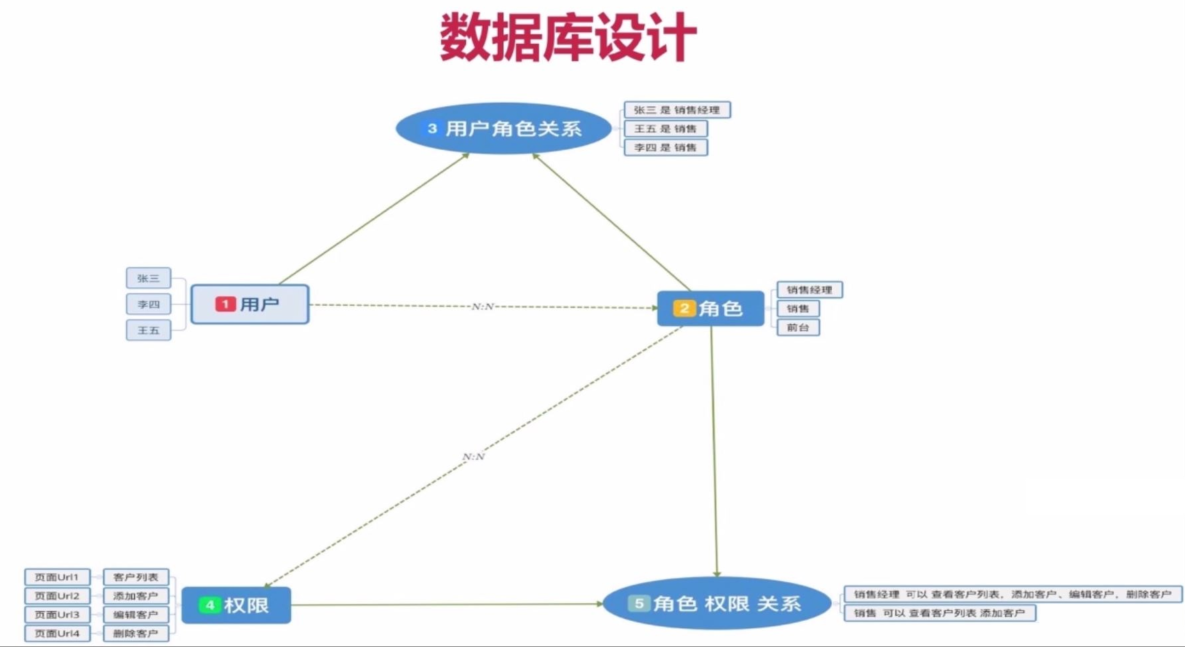 数据库设计
3 用户角色关系
张三 是 销售经理
王五 是 销售
李四 是 销售
张三
李四
王五
1 用户
N:N
2 角色
销售经理
销售
前台
N:N
页面Url1 客户列表
页面Url2 添加客户
页面Url3 编辑客户
页面Url4 删除客户
4 权限
5 角色 权限 关系
销售经理 可以 查看客户列表，添加客户、编辑客户，删除客户
销售 可以 查看客户列表 添加客户